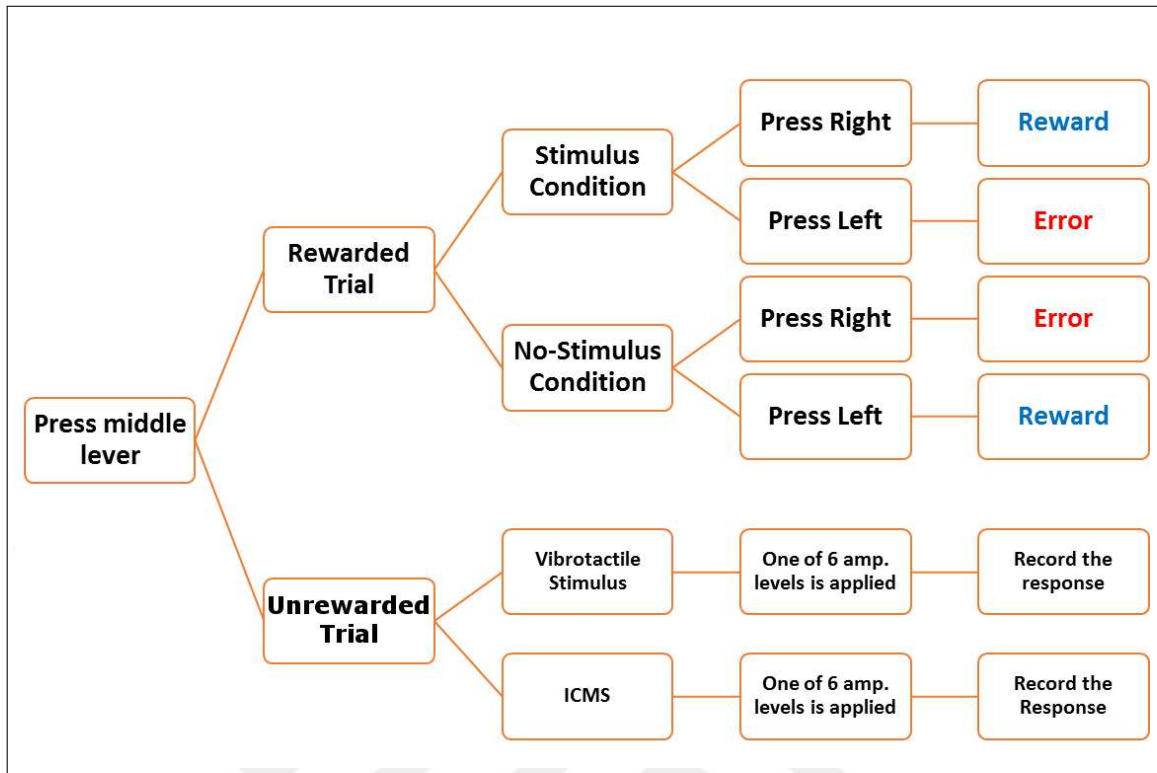 Press middle
lever
Rewarded
Trial
Stimulus
Condition
Press Right
Reward
Press Left
Error
No-Stimulus
Condition
Press Right
Error
Press Left
Reward
Unrewarded
Trial
Vibrotactile
Stimulus
One of 6 amp.
levels is applied
Record the
response
ICMS
One of 6 amp.
levels is applied
Record the
Response